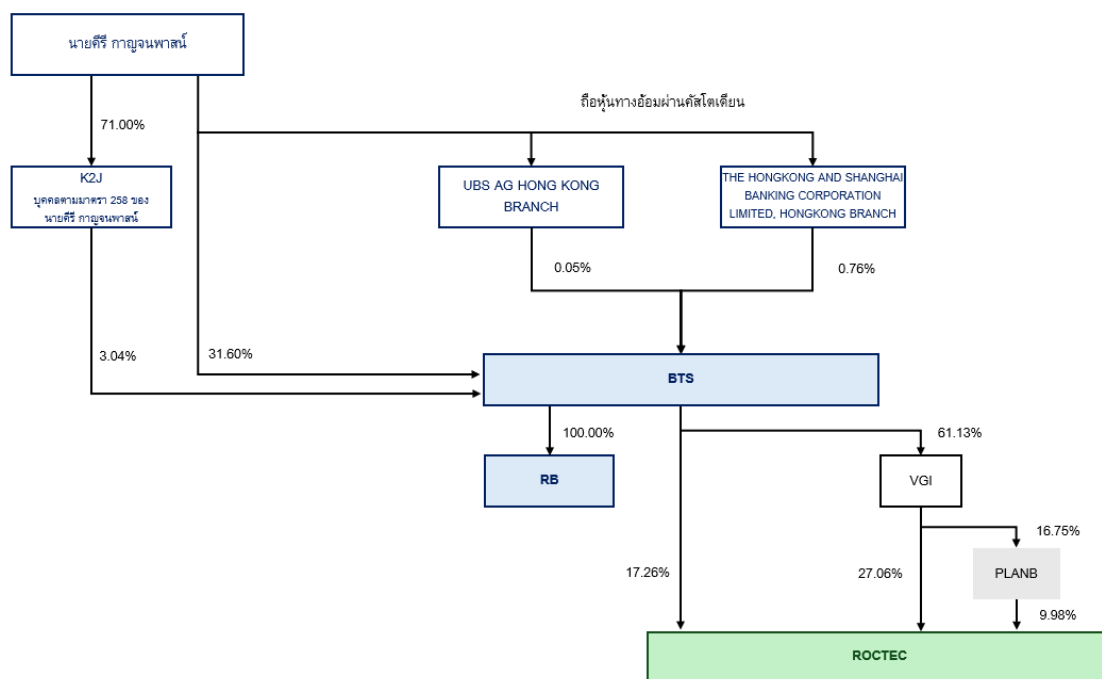 นายคีรี กาญจนพาสน์
ถือหุ้นทางอ้อมผ่านคัสโตเดียน
71.00%
K2J
บุคคลตามมาตรา 258 ของ
นายคีรี กาญจนพาสน์
UBS AG HONG KONG
BRANCH
THE HONGKONG AND SHANGHAI
BANKING CORPORATION
LIMITED, HONGKONG BRANCH
0.05%
0.76%
3.04%
31.60%
BTS
100.00%
61.13%
RB
VGI
16.75%
17.26%
27.06%
PLANB
9.98%
ROCTEC